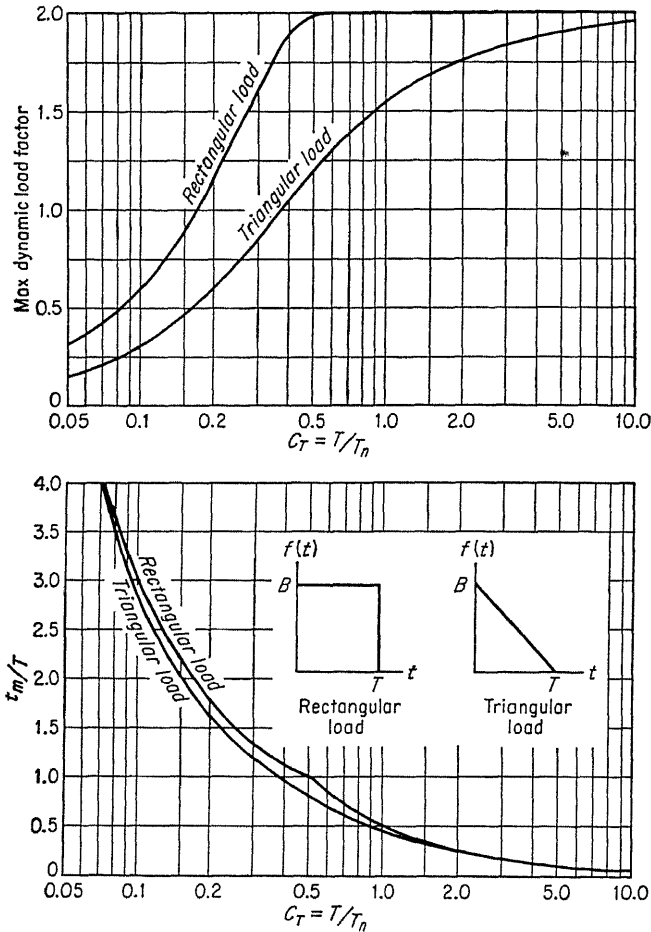 2.0
1.5
1.0
0.5
0
Max dynamic load factor
Rectangular load
Triangular load
0.05
0.1
0.2
0.5
1.0
2.0
5.0
10.0
C_T = T/T_n
4.0
3.5
3.0
2.5
2.0
1.5
1.0
0.5
0
t_m/T
Rectangular load
Triangular load
f(t)
B
T
t
Rectangular
load
f(t)
B
T
t
Triangular
load
0.05
0.1
0.2
0.5
1.0
2.0
5.0
10.0
C_T = T/T_n